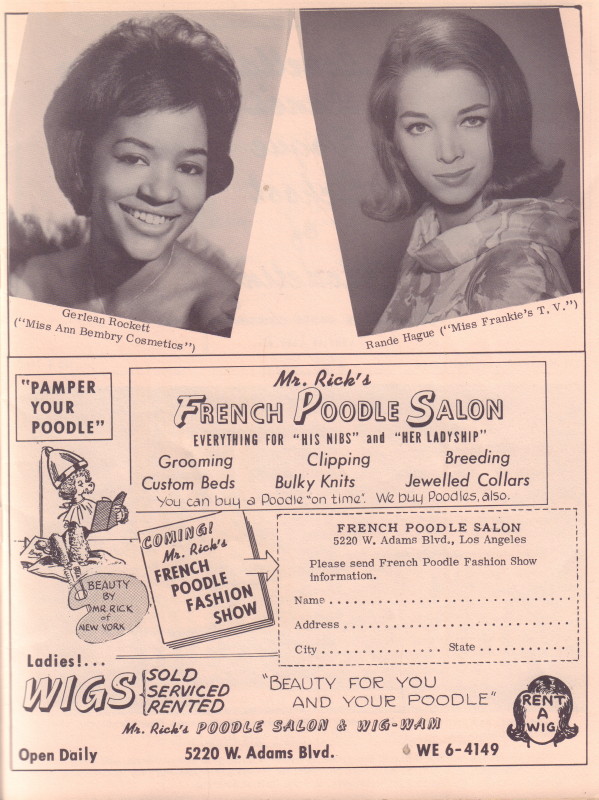 Gerlean Rockett
("Miss Ann Bembry Cosmetics")
Rande Hague ("Miss Frankie's T. V.")
"PAMPER
YOUR
POODLE"
Mr. Rick's
FRENCH POODLE SALON
EVERYTHING FOR "HIS NIBS" and "HER LADYSHIP"
Grooming Clipping Breeding
Custom Beds Bulky Knits Jewelled Collars
You can buy a Poodle "on time". We buy Poodles, also.
BEAUTY
BY
MR. RICK
of
NEW YORK
COMING!
Mr. Rick's
FRENCH
POODLE
FASHION
SHOW
FRENCH POODLE SALON
5220 W. Adams Blvd., Los Angeles
Please send French Poodle Fashion Show
information.
Name
Address
City State
Ladies!...
WIGS SOLD
SERVICED
RENTED
"BEAUTY FOR YOU
AND YOUR POODLE"
RENT
A
WIG
Mr. Rick's POODLE SALON & WIG-WAM
Open Daily 5220 W. Adams Blvd. WE 6-4149